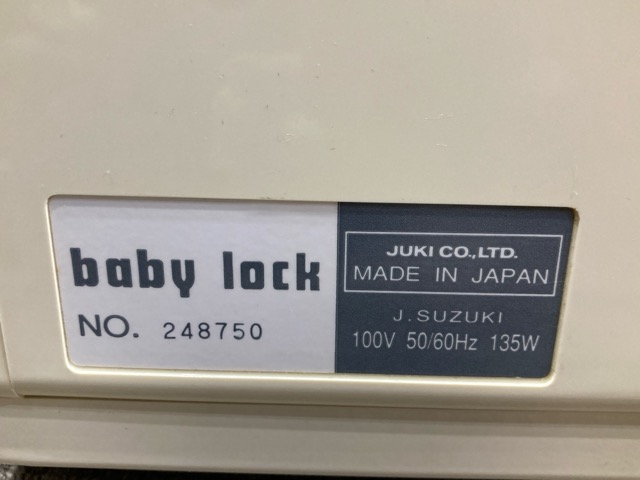 baby lock
NO. 248750
JUKI CO.,LTD.
MADE IN JAPAN
J.SUZUKI
100V 50/60Hz 135W